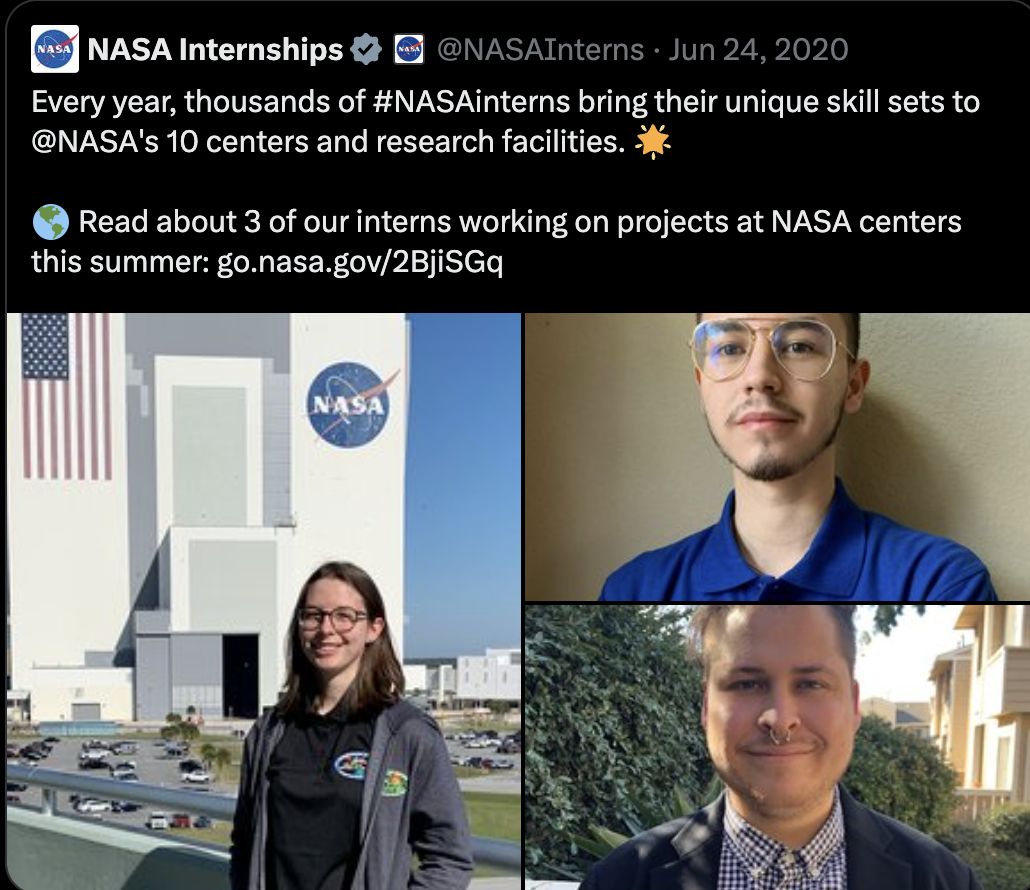 NASA
NASA Internships NASA @NASAInterns · Jun 24, 2020
Every year, thousands of #NASAinterns bring their unique skill sets to
@NASA's 10 centers and research facilities. 🌟
🌎 Read about 3 of our interns working on projects at NASA centers
this summer: go.nasa.gov/2BjiSGq
NASA